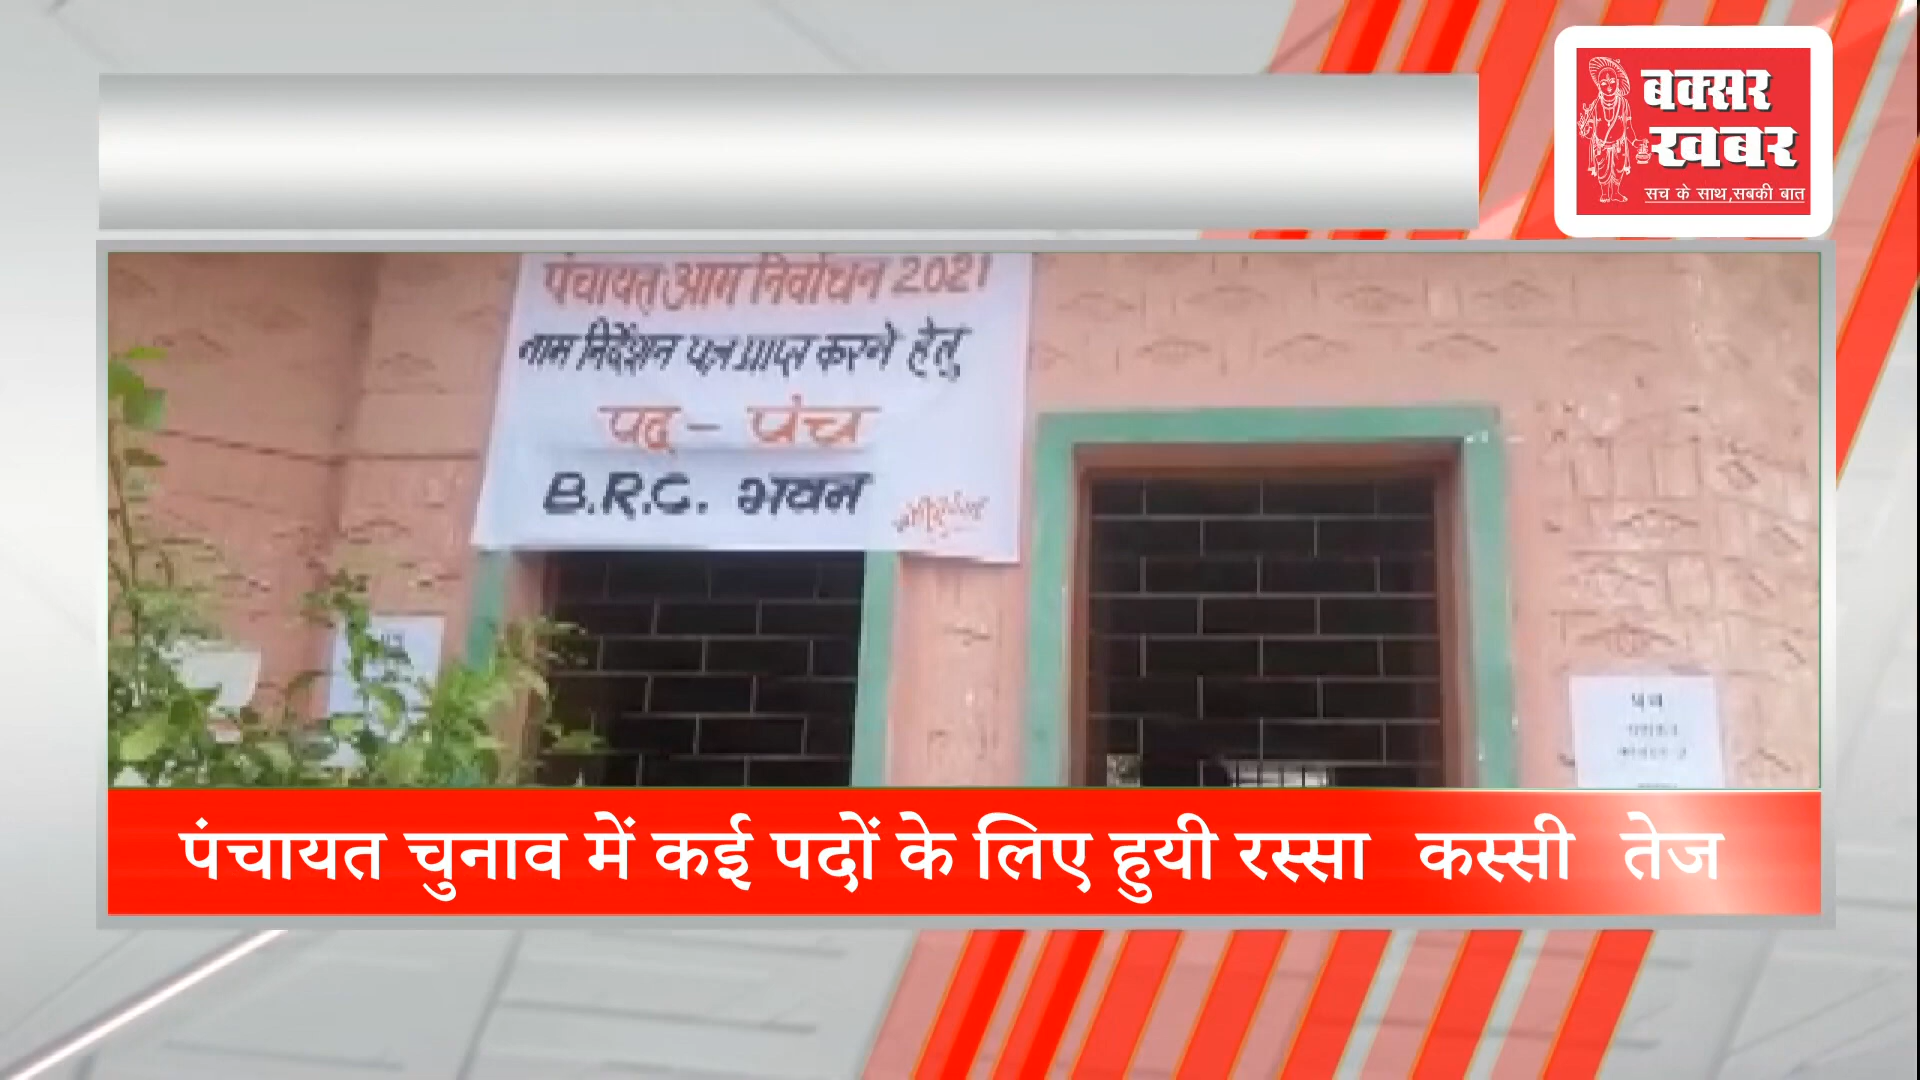 बक्सर
खबर
सच के साथ,सबकी बात
पंचायत आम निर्वाचन 2021
नाम निर्देशन पत्र प्राप्त करने हेतु
पद - पंच
B.R.C. भवन
पंच
पंचायत चुनाव में कई पदों के लिए हुयी रस्सा कस्सी तेज